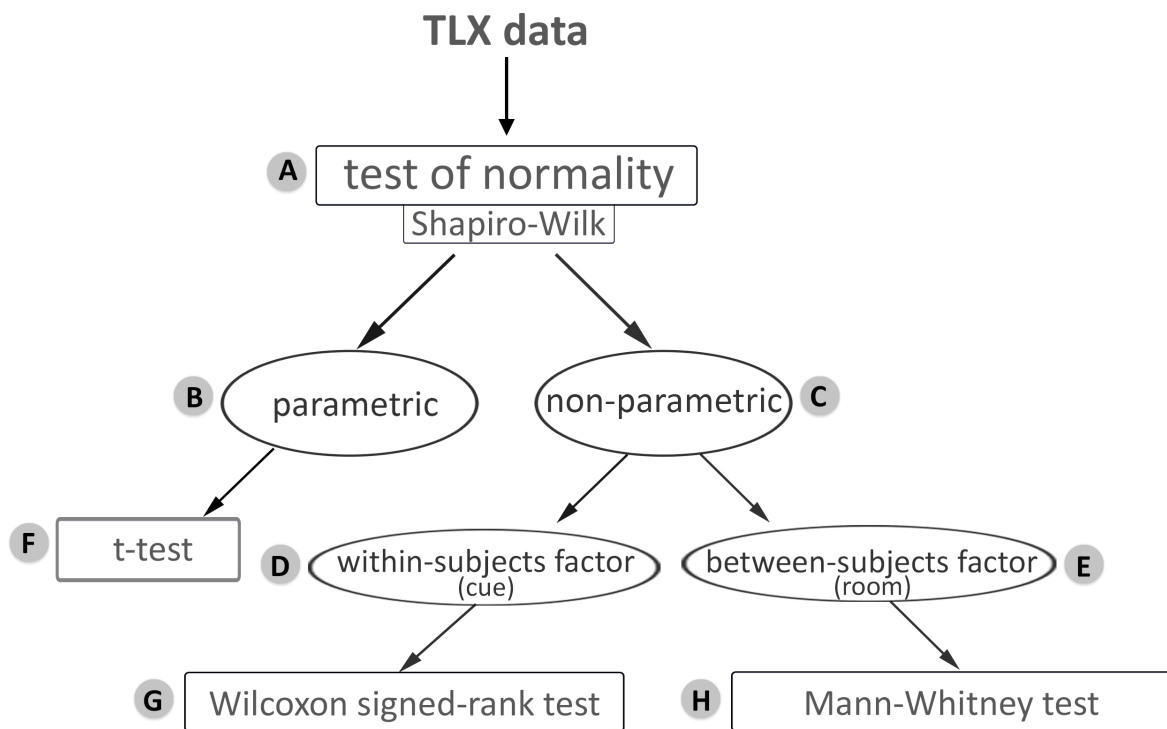 TLX data
A
test of normality
Shapiro-Wilk
B
parametric
non-parametric
C
F
t-test
D
within-subjects factor
(cue)
between-subjects factor
(room)
E
G
Wilcoxon signed-rank test
H
Mann-Whitney test